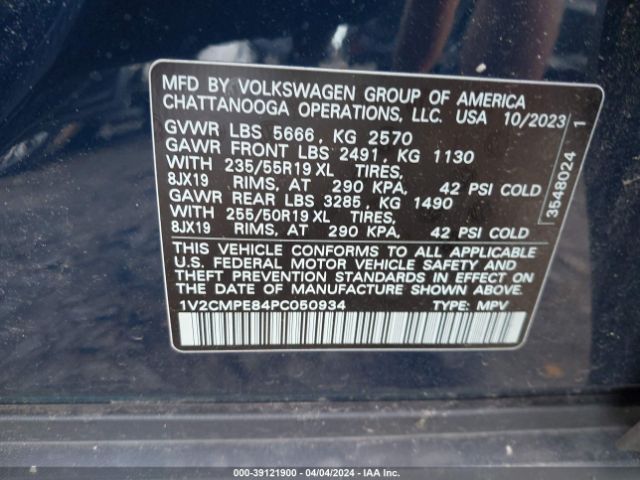 MFD BY VOLKSWAGEN GROUP OF AMERICA
CHATTANOOGA OPERATIONS, LLC. USA 10/2023
GVWR LBS 5666, KG 2570
GAWR FRONT LBS 2491, KG 1130
WITH 235/55R19 XL TIRES,
8JX19 RIMS, AT 290 KPA, 42 PSI COLD
GAWR REAR LBS 3285, KG 1490
WITH 255/50R19 XL TIRES,
8JX19 RIMS, AT 290 KPA, 42 PSI COLD
THIS VEHICLE CONFORMS TO ALL APPLICABLE
U.S. FEDERAL MOTOR VEHICLE SAFETY AND
THEFT PREVENTION STANDARDS IN EFFECT ON
THE DATE OF MANUFACTURE SHOWN ABOVE
1V2CMPE84PC050934 TYPE: MPV
3548024 1
000-39121900 - 04/04/2024 - IAA Inc.